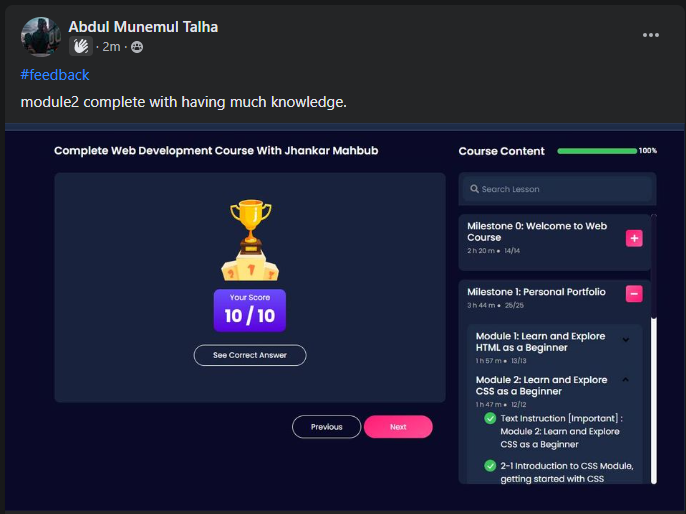 Abdul Munemul Talha
· 2m ·
#feedback
module2 complete with having much knowledge.
Complete Web Development Course With Jhankar Mahbub
Your Score
10 / 10
See Correct Answer
Previous
Next
Course Content
100%
Search Lesson
Milestone 0: Welcome to Web
Course
2 h 20 m • 14/14
+
Milestone 1: Personal Portfolio
3 h 44 m • 25/25
−
Module 1: Learn and Explore
HTML as a Beginner
1 h 57 m • 13/13
Module 2: Learn and Explore
CSS as a Beginner
1 h 47 m • 12/12
Text Instruction [Important] :
Module 2: Learn and Explore
CSS as a Beginner
2-1 Introduction to CSS Module,
getting started with CSS